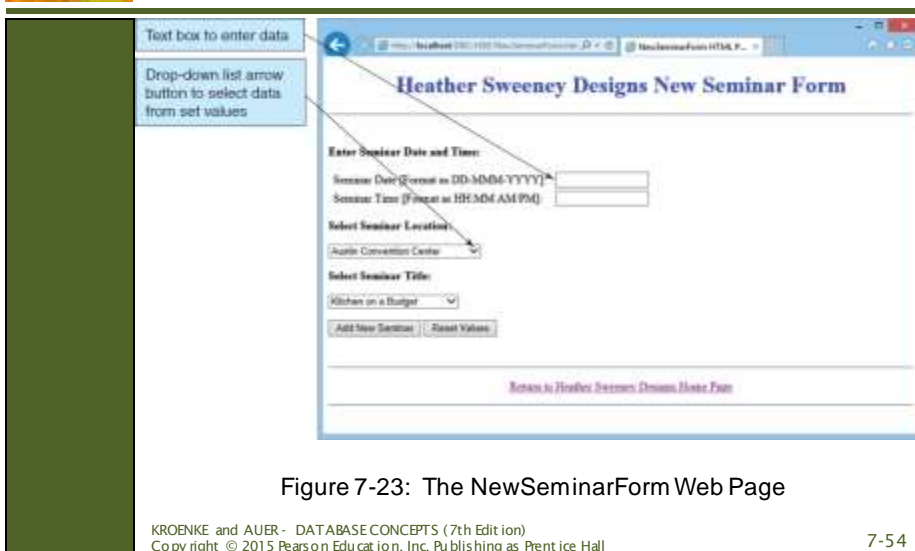 Text box to enter data
Drop-down list arrow
button to select data
from set values
NewSeminarForm HTML P...
Heather Sweeney Designs New Seminar Form
Enter Seminar Date and Time:
Seminar Date [Format as DD-MMM-YYYY]:
Seminar Time [Format as HH:MM AM/PM]:
Select Seminar Location:
Austin Convention Center
Select Seminar Title:
Kitchen on a Budget
Add New Seminar Reset Values
Return to Heather Sweeney Designs Home Page
Figure 7-23: The NewSeminarForm Web Page
KROENKE and AUER - DATABASE CONCEPTS (7th Edition)
Copyright © 2015 Pearson Education, Inc. Publishing as Prentice Hall
7-54